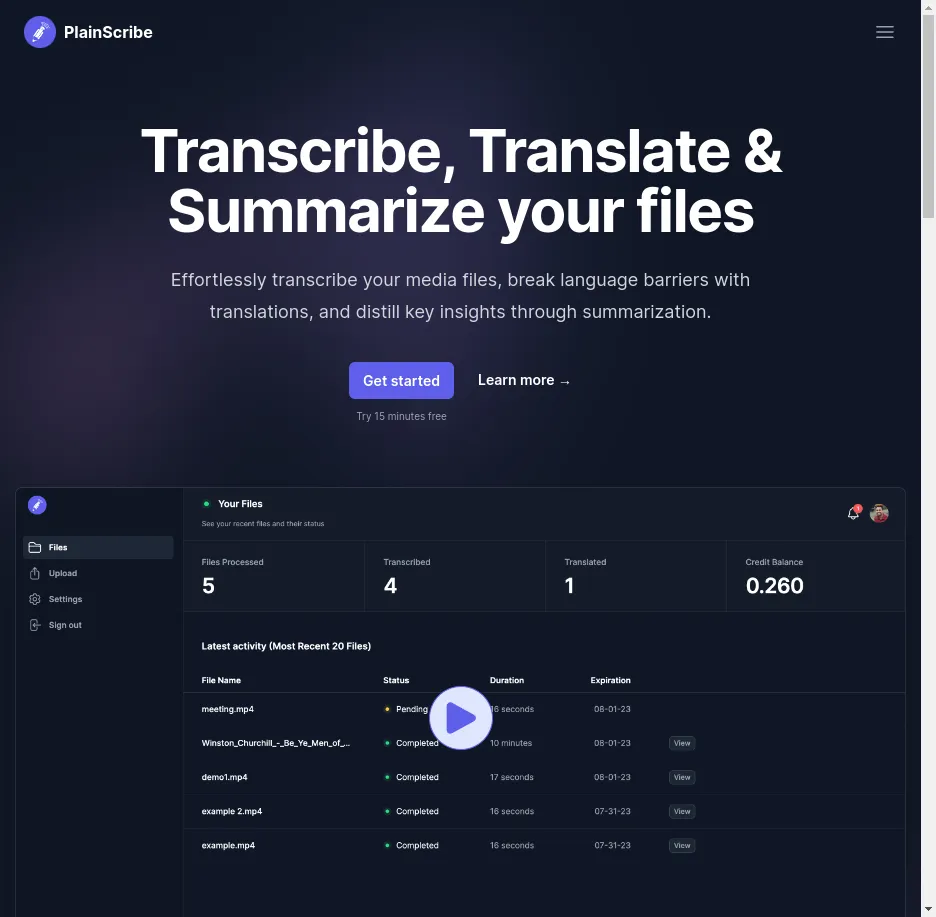 PlainScribe
Transcribe, Translate &
Summarize your files
Effortlessly transcribe your media files, break language barriers with
translations, and distill key insights through summarization.
Get started
Learn more →
Try 15 minutes free
Your Files
See your recent files and their status
1
Files
Upload
Settings
Sign out
Files Processed Transcribed Translated Credit Balance
5 4 1 0.260
Latest activity (Most Recent 20 Files)
File Name Status Duration Expiration
meeting.mp4 Pending 16 seconds 08-01-23
Winston_Churchill_-_Be_Ye_Men_of_... Completed 10 minutes 08-01-23 View
demo1.mp4 Completed 17 seconds 08-01-23 View
example 2.mp4 Completed 16 seconds 07-31-23 View
example.mp4 Completed 16 seconds 07-31-23 View